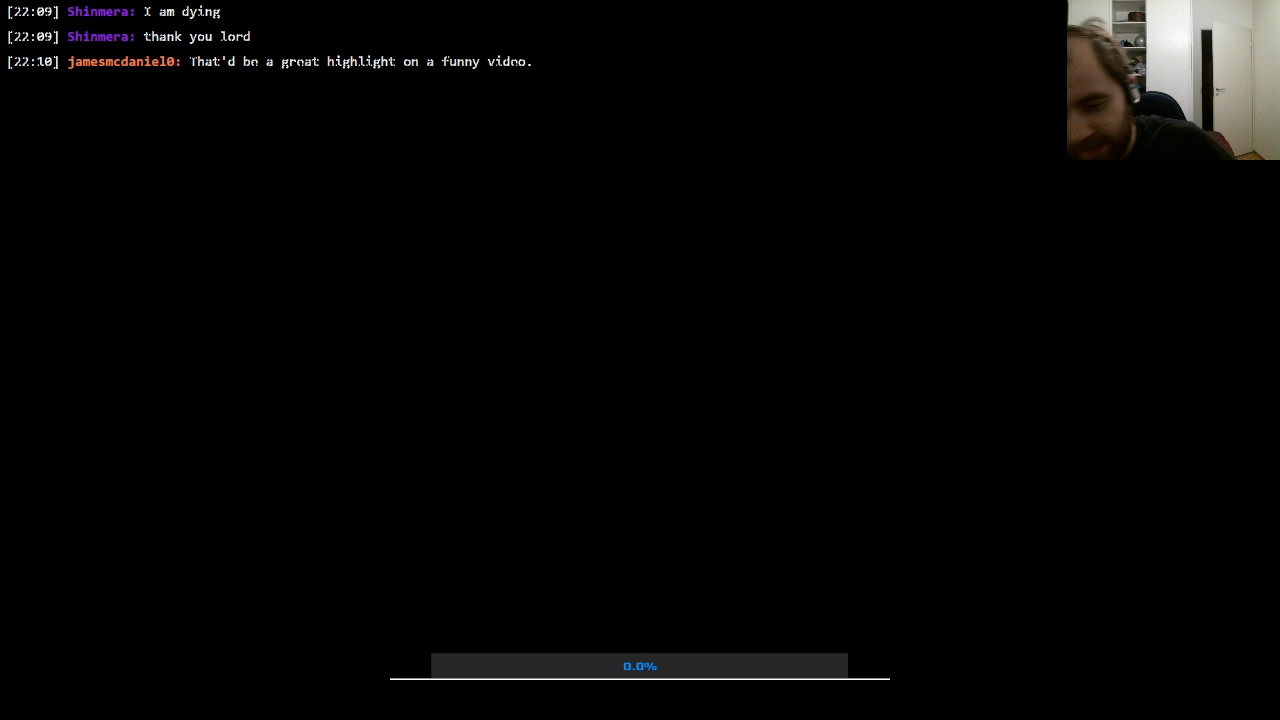 [22:09] Shinmera: I am dying
[22:09] Shinmera: thank you lord
[22:10] jamesmcdaniel0: That'd be a great highlight on a funny video.
0.0%